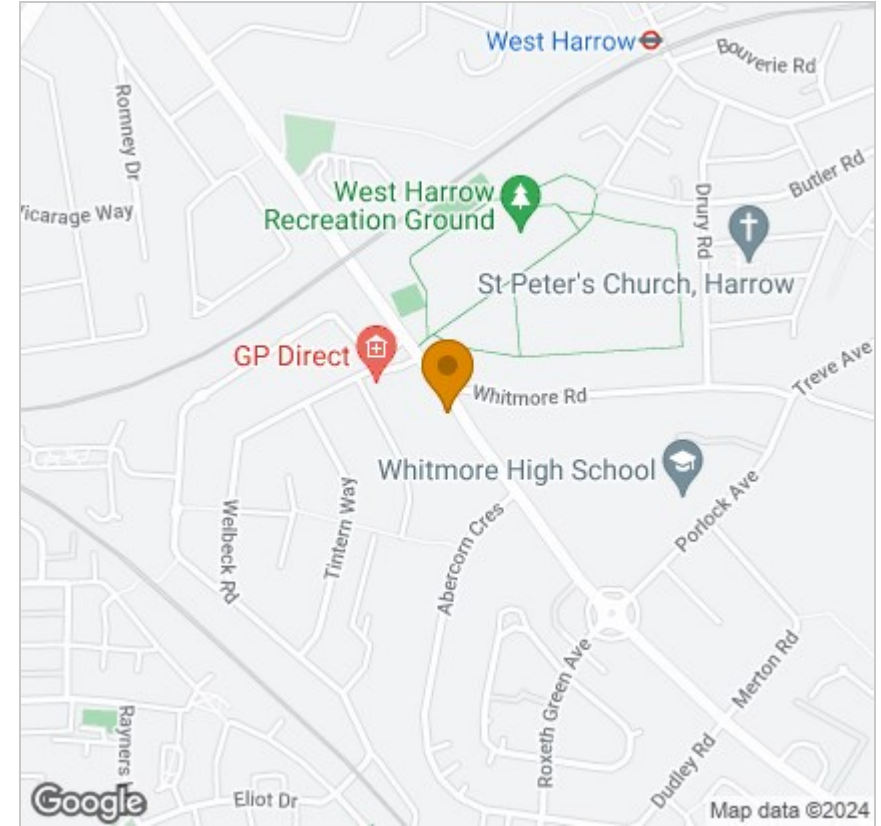 West Harrow
Bouverie Rd
Romney Dr
Butler Rd
West Harrow
Recreation Ground
Drury Rd
icarage Way
St Peter's Church, Harrow
GP Direct
Treve Ave
Whitmore Rd
Whitmore High School
Welbeck Rd
Tintern Way
Abercorn Cres
Porlock Ave
Roxeth Green Ave
Merton Rd
Dudley Rd
Rayners
Eliot Dr
Google
Map data ©2024